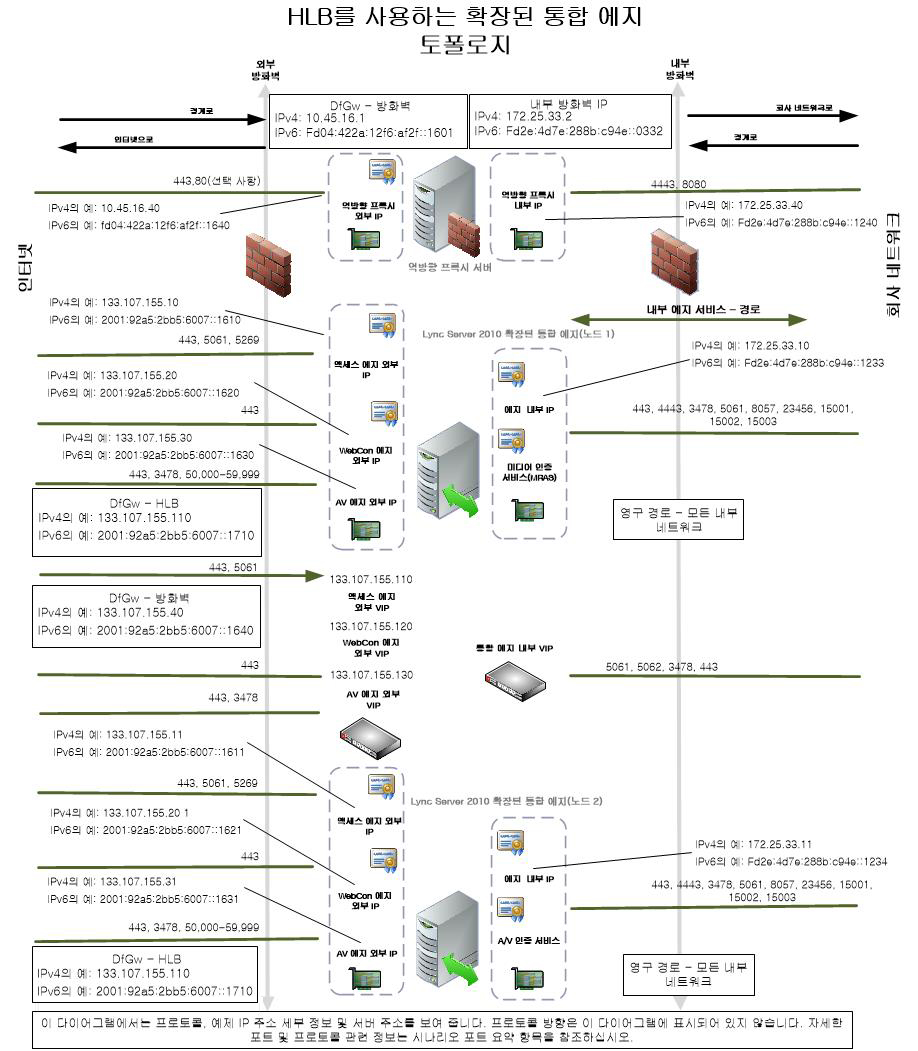 HLB를 사용하는 확장된 통합 에지
토폴로지
외부
방화벽
내부
방화벽
DfGw - 방화벽
IPv4: 10.45.16.1
IPv6: Fd04:422a:12f6:af2f::1601
내부 방화벽 IP
IPv4: 172.25.33.2
IPv6: Fd2e:4d7e:288b:c94e::0332
경계로
인터넷으로
회사 네트워크로
경계로
443,80(선택 사항)
IPv4의 예: 10.45.16.40
IPv6의 예: fd04:422a:12f6:af2f::1640
역방향 프록시
외부 IP
역방향 프록시
내부 IP
4443, 8080
IPv4의 예: 172.25.33.40
IPv6의 예: Fd2e:4d7e:288b:c94e::1240
역방향 프록시 서버
인터넷
회사 네트워크
IPv4의 예: 133.107.155.10
IPv6의 예: 2001:92a5:2bb5:6007::1610
443, 5061, 5269
IPv4의 예: 133.107.155.20
IPv6의 예: 2001:92a5:2bb5:6007::1620
443
IPv4의 예: 133.107.155.30
IPv6의 예: 2001:92a5:2bb5:6007::1630
443, 3478, 50,000-59,999
액세스 에지 외부
IP
WebCon 에지
외부 IP
AV 에지 외부 IP
Lync Server 2010 확장된 통합 에지(노드 1)
내부 에지 서비스 - 경로
IPv4의 예: 172.25.33.10
IPv6의 예: Fd2e:4d7e:288b:c94e::1233
에지 내부 IP
미디어 인증
서비스(MRAS)
443, 4443, 3478, 5061, 8057, 23456, 15001,
15002, 15003
DfGw - HLB
IPv4의 예: 133.107.155.110
IPv6의 예: 2001:92a5:2bb5:6007::1710
영구 경로 - 모든 내부
네트워크
443, 5061
133.107.155.110
액세스 에지
외부 VIP
DfGw - 방화벽
IPv4의 예: 133.107.155.40
IPv6의 예: 2001:92a5:2bb5:6007::1640
133.107.155.120
WebCon 에지
외부 VIP
통합 에지 내부 VIP
443
133.107.155.130
5061, 5062, 3478, 443
443, 3478
AV 에지 외부
VIP
IPv4의 예: 133.107.155.11
IPv6의 예: 2001:92a5:2bb5:6007::1611
443, 5061, 5269
IPv4의 예: 133.107.155.20 1
IPv6의 예: 2001:92a5:2bb5:6007::1621
443
IPv4의 예: 133.107.155.31
IPv6의 예: 2001:92a5:2bb5:6007::1631
443, 3478, 50,000-59,999
액세스 에지 외부
IP
WebCon 에지
외부 IP
AV 에지 외부 IP
Lync Server 2010 확장된 통합 에지(노드 2)
IPv4의 예: 172.25.33.11
IPv6의 예: Fd2e:4d7e:288b:c94e::1234
에지 내부 IP
443, 4443, 3478, 5061, 8057, 23456, 15001,
15002, 15003
A/V 인증 서비스
DfGw - HLB
IPv4의 예: 133.107.155.110
IPv6의 예: 2001:92a5:2bb5:6007::1710
영구 경로 - 모든 내부
네트워크
이 다이어그램에서는 프로토콜, 예제 IP 주소 세부 정보 및 서버 주소를 보여 줍니다. 프로토콜 방향은 이 다이어그램에 표시되어 있지 않습니다. 자세한
포트 및 프로토콜 관련 정보는 시나리오 포트 요약 항목을 참조하십시오.